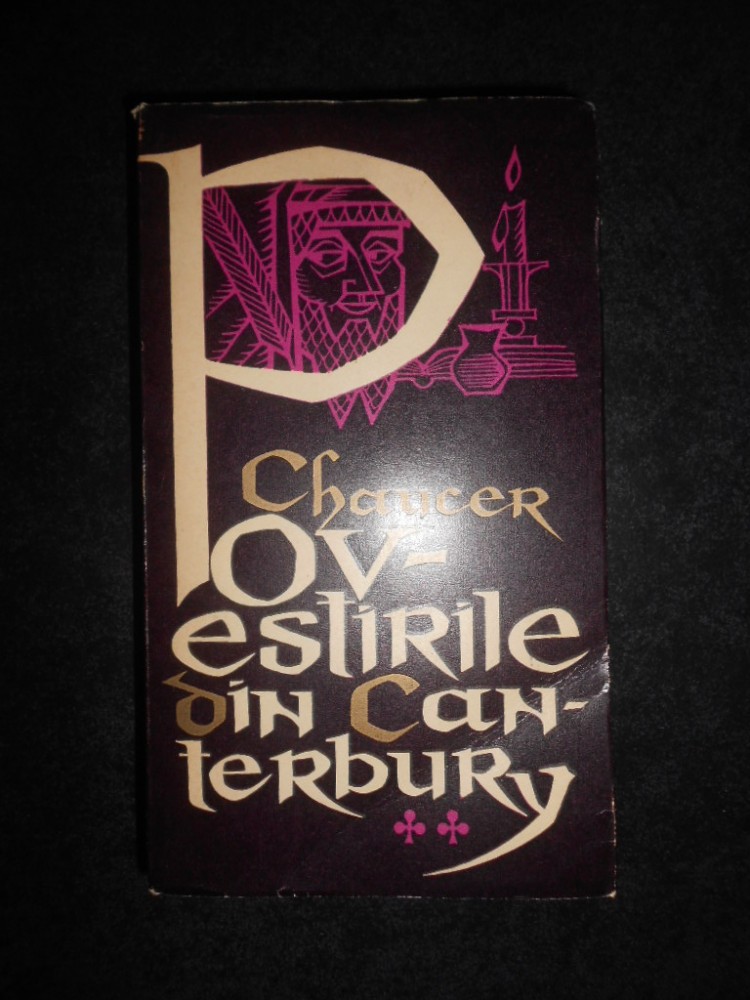 Chaucer
Pov-
estirile
din Can-
terbury